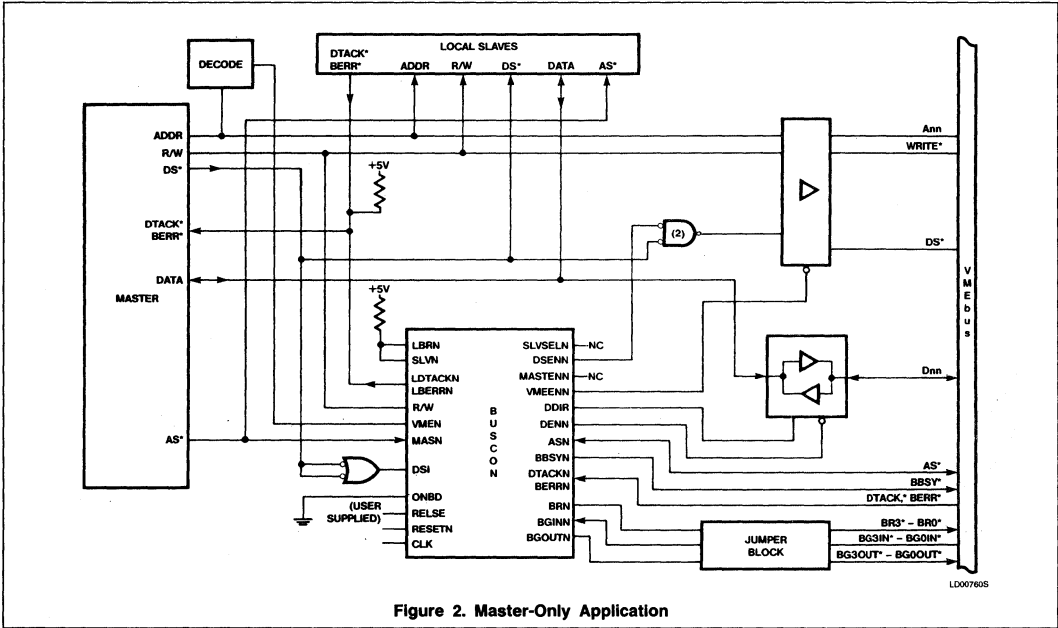 LOCAL SLAVES
DTACK*
BERR* ADDR R/W DS* DATA AS*
DECODE
MASTER
ADDR
R/W
DS*
DTACK*
BERR*
DATA
AS*
+5V
+5V
(2)
BUSCON
LBRN
SLVN
LDTACKN
LBERRN
R/W
VMEN
MASN
DSI
ONBD
(USER
SUPPLIED)
RELSE
RESETN
CLK
SLVSELN NC
DSENN
MASTENN NC
VMEENN
DDIR
DENN
ASN
BBSYN
DTACKN
BERRN
BRN
BGINN
BGOUTN
JUMPER
BLOCK
Ann
WRITE*
DS*
Dnn
AS*
BBSY*
DTACK,* BERR*
BR3* – BR0*
BG3IN* – BG0IN*
BG3OUT* – BG0OUT*
VMEbus
LD00760S
Figure 2. Master-Only Application